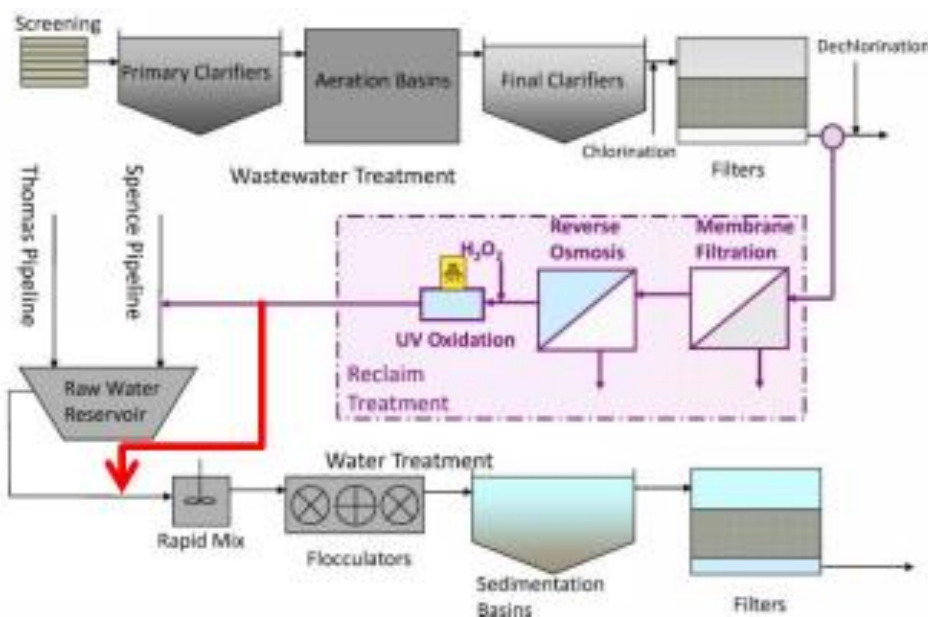 Screening
Primary Clarifiers
Aeration Basins
Final Clarifiers
Dechlorination
Chlorination
Filters
Wastewater Treatment
Thomas Pipeline
Spence Pipeline
Reverse
Osmosis
Membrane
Filtration
H₂O₂
UV Oxidation
Reclaim
Treatment
Raw Water
Reservoir
Water Treatment
Rapid Mix
Flocculators
Sedimentation
Basins
Filters